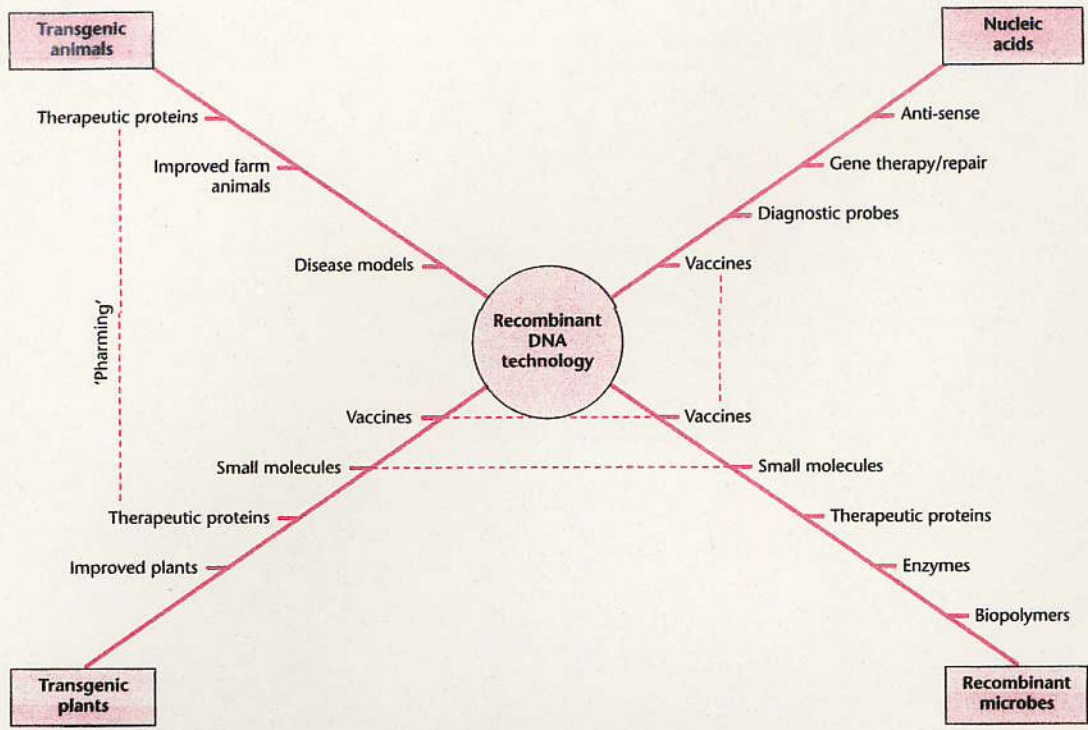 Transgenic
animals
Nucleic
acids
Therapeutic proteins
Anti-sense
Improved farm
animals
Gene therapy/repair
Diagnostic probes
Disease models
Vaccines
'Pharming'
Recombinant
DNA
technology
Vaccines
Vaccines
Small molecules
Small molecules
Therapeutic proteins
Therapeutic proteins
Improved plants
Enzymes
Biopolymers
Transgenic
plants
Recombinant
microbes